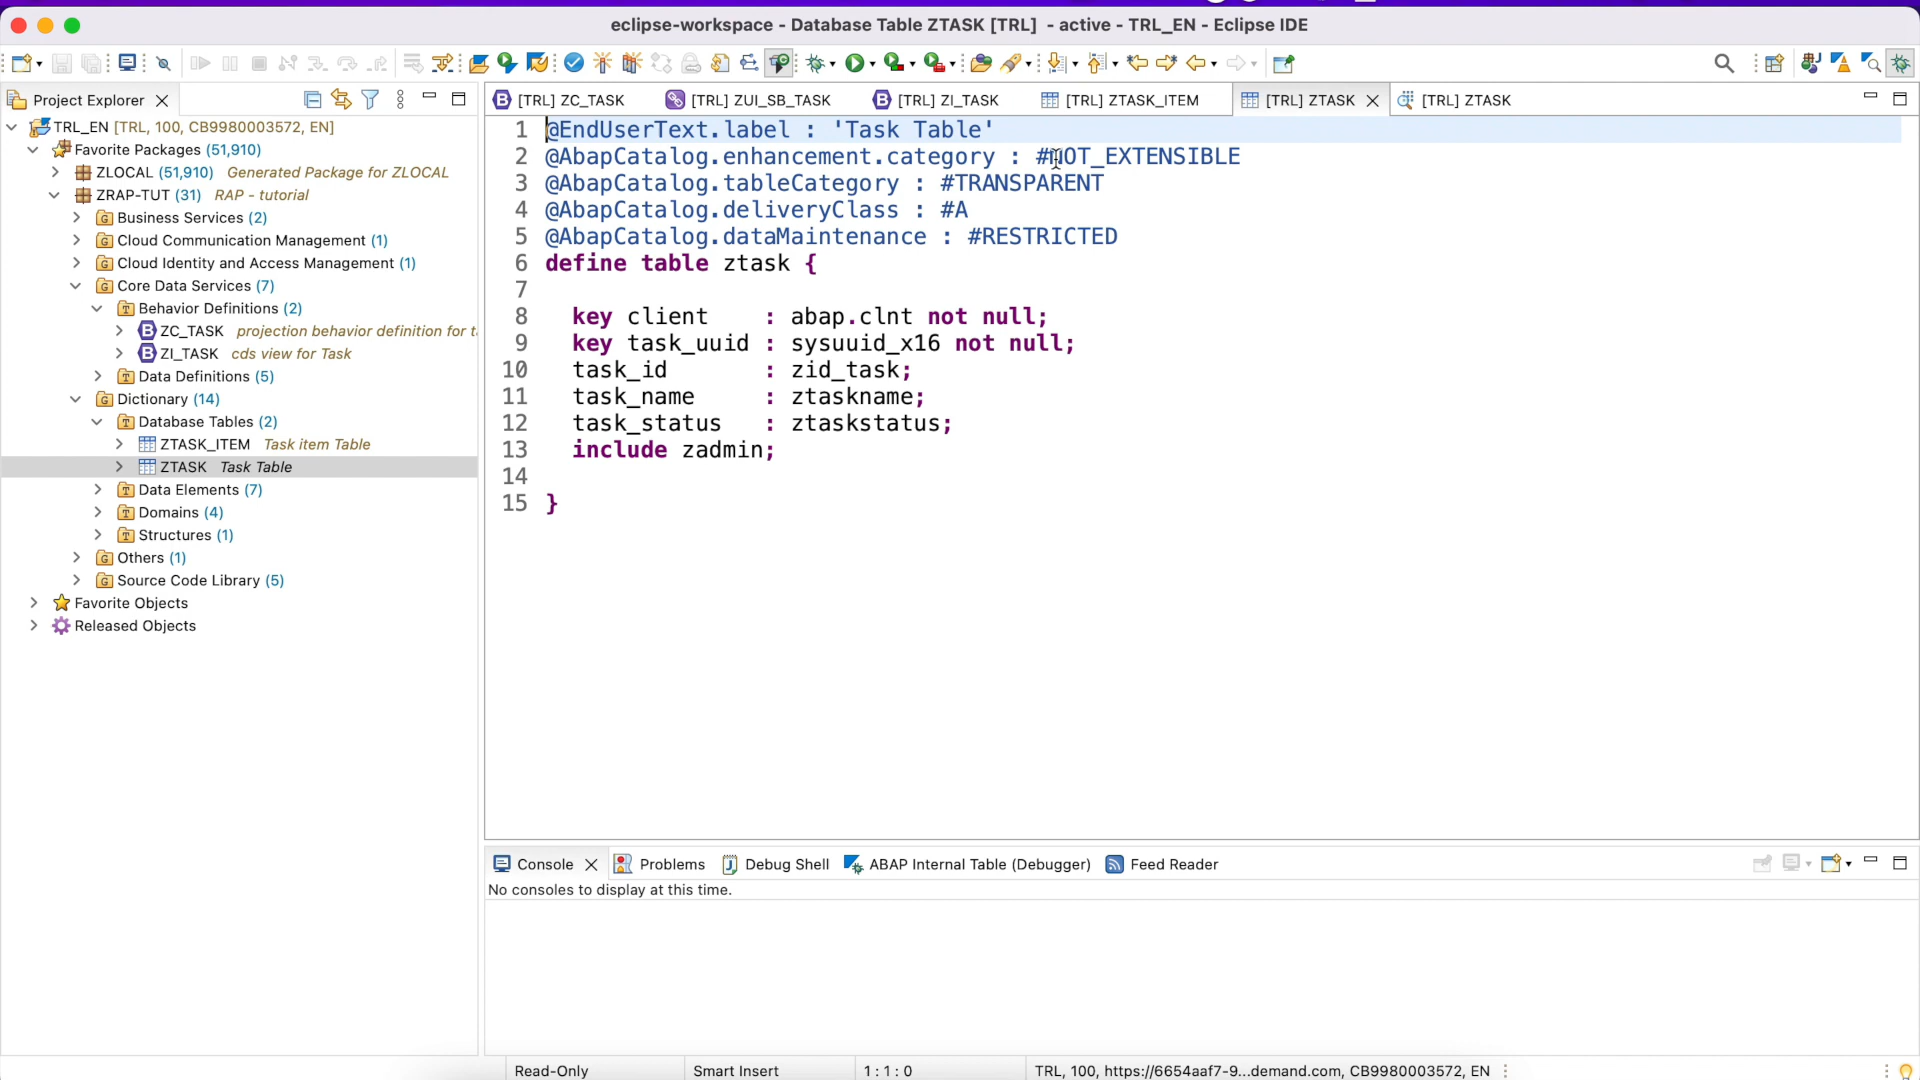 eclipse-workspace - Database Table ZTASK [TRL]  - active - TRL_EN - Eclipse IDE
Project Explorer
[TRL] ZC_TASK
[TRL] ZUI_SB_TASK
[TRL] ZI_TASK
[TRL] ZTASK_ITEM
[TRL] ZTASK
[TRL] ZTASK
TRL_EN [TRL, 100, CB9980003572, EN]
Favorite Packages (51,910)
ZLOCAL (51,910) Generated Package for ZLOCAL
ZRAP-TUT (31) RAP - tutorial
Business Services (2)
Cloud Communication Management (1)
Cloud Identity and Access Management (1)
Core Data Services (7)
Behavior Definitions (2)
ZC_TASK projection behavior definition for t
ZI_TASK cds view for Task
Data Definitions (5)
Dictionary (14)
Database Tables (2)
ZTASK_ITEM Task item Table
ZTASK Task Table
Data Elements (7)
Domains (4)
Structures (1)
Others (1)
Source Code Library (5)
Favorite Objects
Released Objects
1 @EndUserText.label : 'Task Table'
2 @AbapCatalog.enhancement.category : #NOT_EXTENSIBLE
3 @AbapCatalog.tableCategory : #TRANSPARENT
4 @AbapCatalog.deliveryClass : #A
5 @AbapCatalog.dataMaintenance : #RESTRICTED
6 define table ztask {
7
8 key client : abap.clnt not null;
9 key task_uuid : sysuuid_x16 not null;
10 task_id : zid_task;
11 task_name : ztaskname;
12 task_status : ztaskstatus;
13 include zadmin;
14
15 }
Console
Problems
Debug Shell
ABAP Internal Table (Debugger)
Feed Reader
No consoles to display at this time.
Read-Only
Smart Insert
1 : 1 : 0
TRL, 100, https://6654aaf7-9...demand.com, CB9980003572, EN